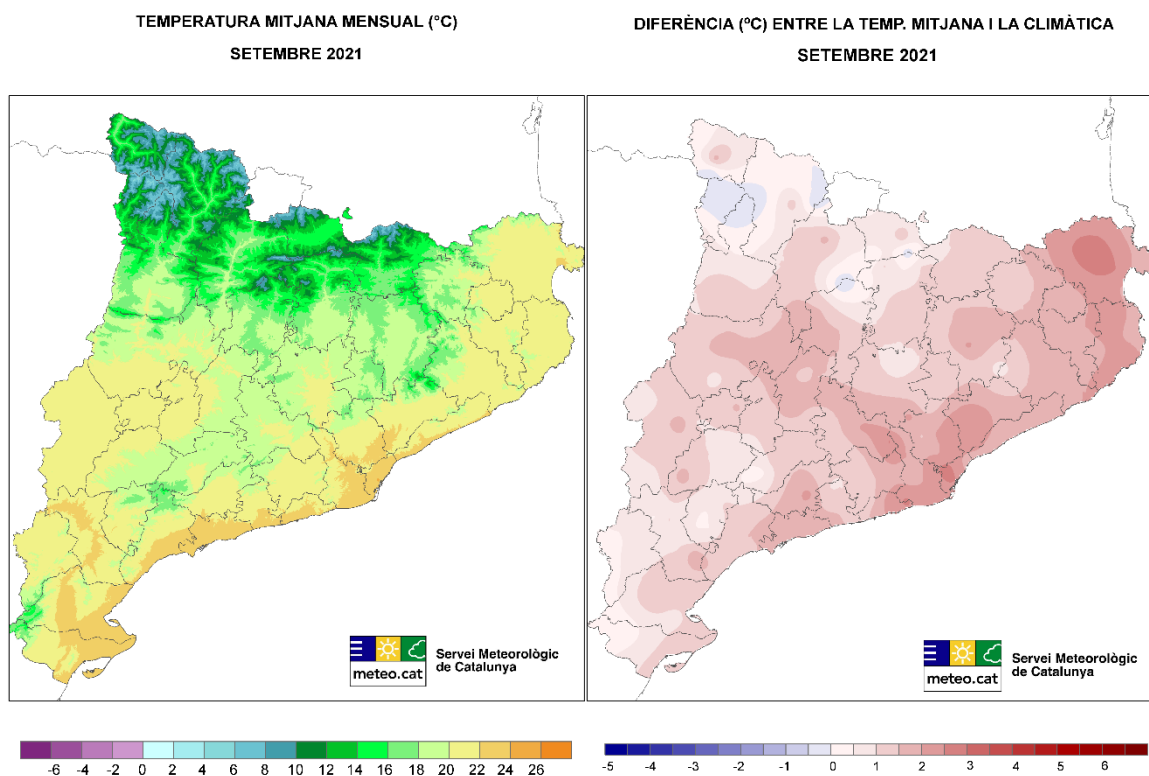 TEMPERATURA MITJANA MENSUAL (°C)
SETEMBRE 2021
DIFERÈNCIA (ºC) ENTRE LA TEMP. MITJANA I LA CLIMÀTICA
SETEMBRE 2021
meteo.cat
Servei Meteorològic
de Catalunya
meteo.cat
Servei Meteorològic
de Catalunya
-6 -4 -2 0 2 4 6 8 10 12 14 16 18 20 22 24 26
-5 -4 -3 -2 -1 0 1 2 3 4 5 6